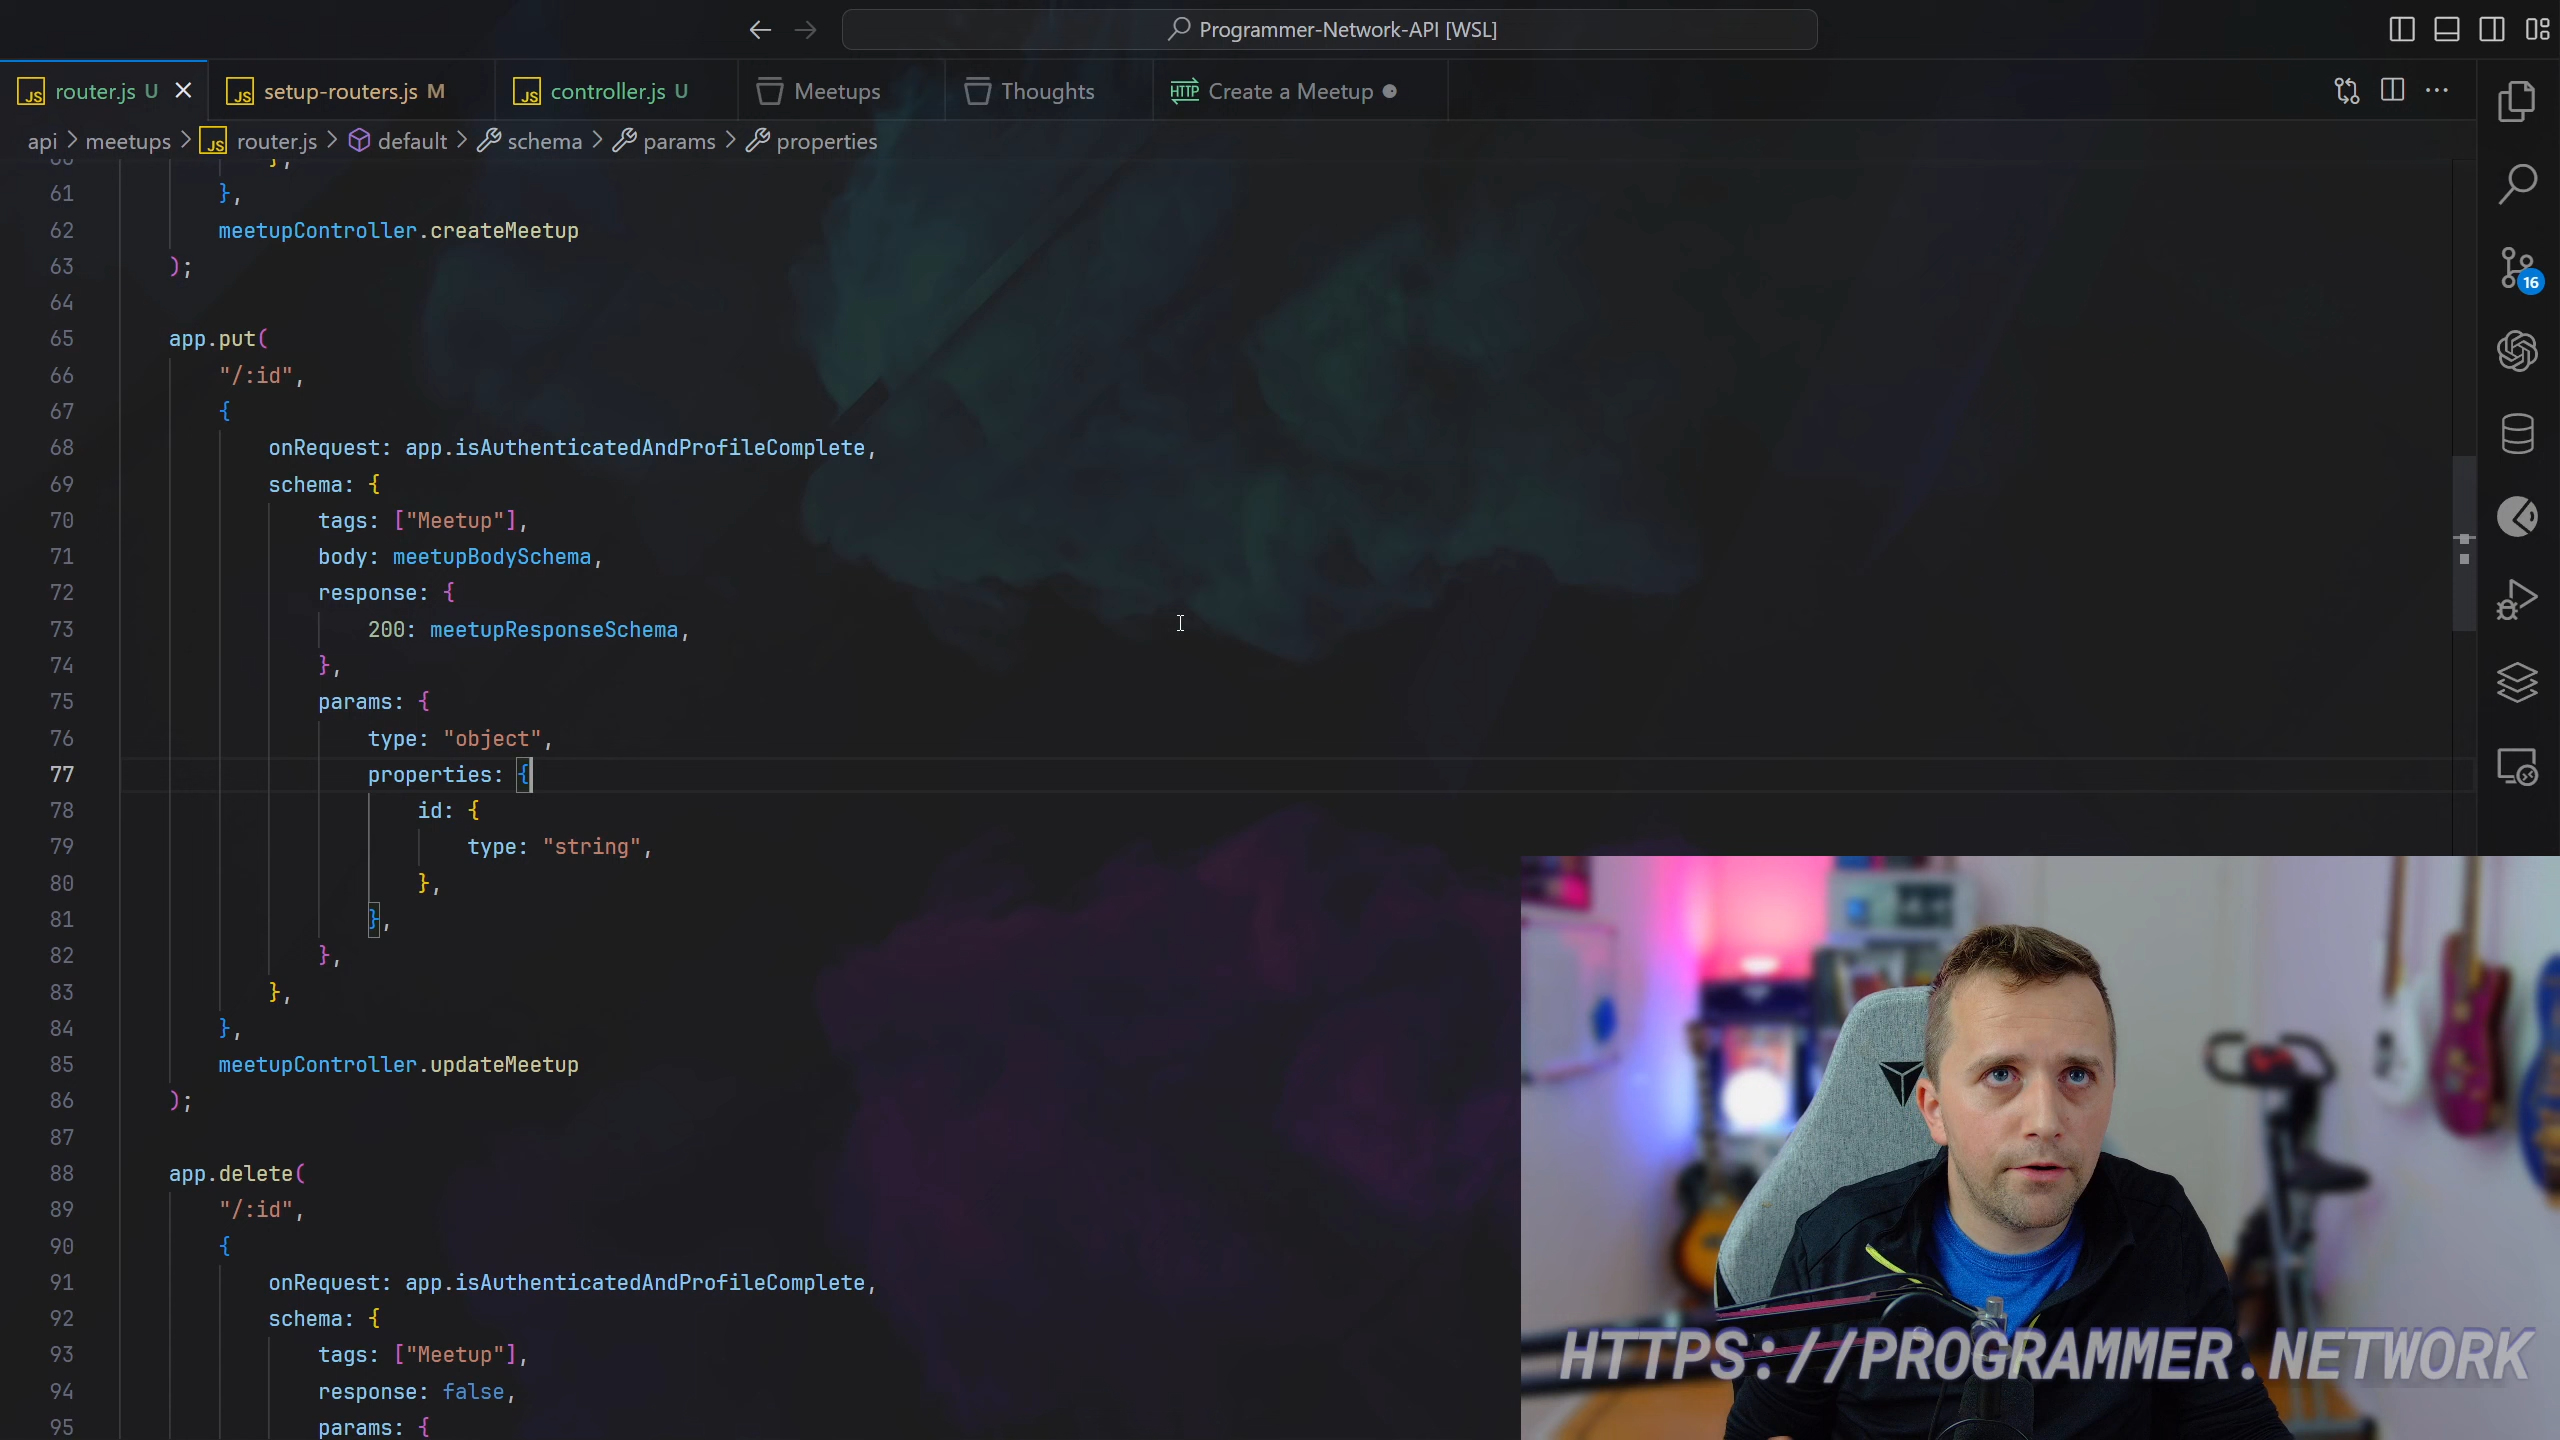 Programmer-Network-API [WSL]
router.js U
setup-routers.js M
controller.js U
Meetups
Thoughts
HTTP Create a Meetup
api > meetups > JS router.js > default > schema > params > properties
60 },
61 },
62 meetupController.createMeetup
63 );
64
65 app.put(
66 "/:id",
67 {
68 onRequest: app.isAuthenticatedAndProfileComplete,
69 schema: {
70 tags: ["Meetup"],
71 body: meetupBodySchema,
72 response: {
73 200: meetupResponseSchema,
74 },
75 params: {
76 type: "object",
77 properties: {
78 id: {
79 type: "string",
80 },
81 },
82 },
83 },
84 },
85 meetupController.updateMeetup
86 );
87
88 app.delete(
89 "/:id",
90 {
91 onRequest: app.isAuthenticatedAndProfileComplete,
92 schema: {
93 tags: ["Meetup"],
94 response: false,
95 params: {
16
HTTPS://PROGRAMMER.NETWORK